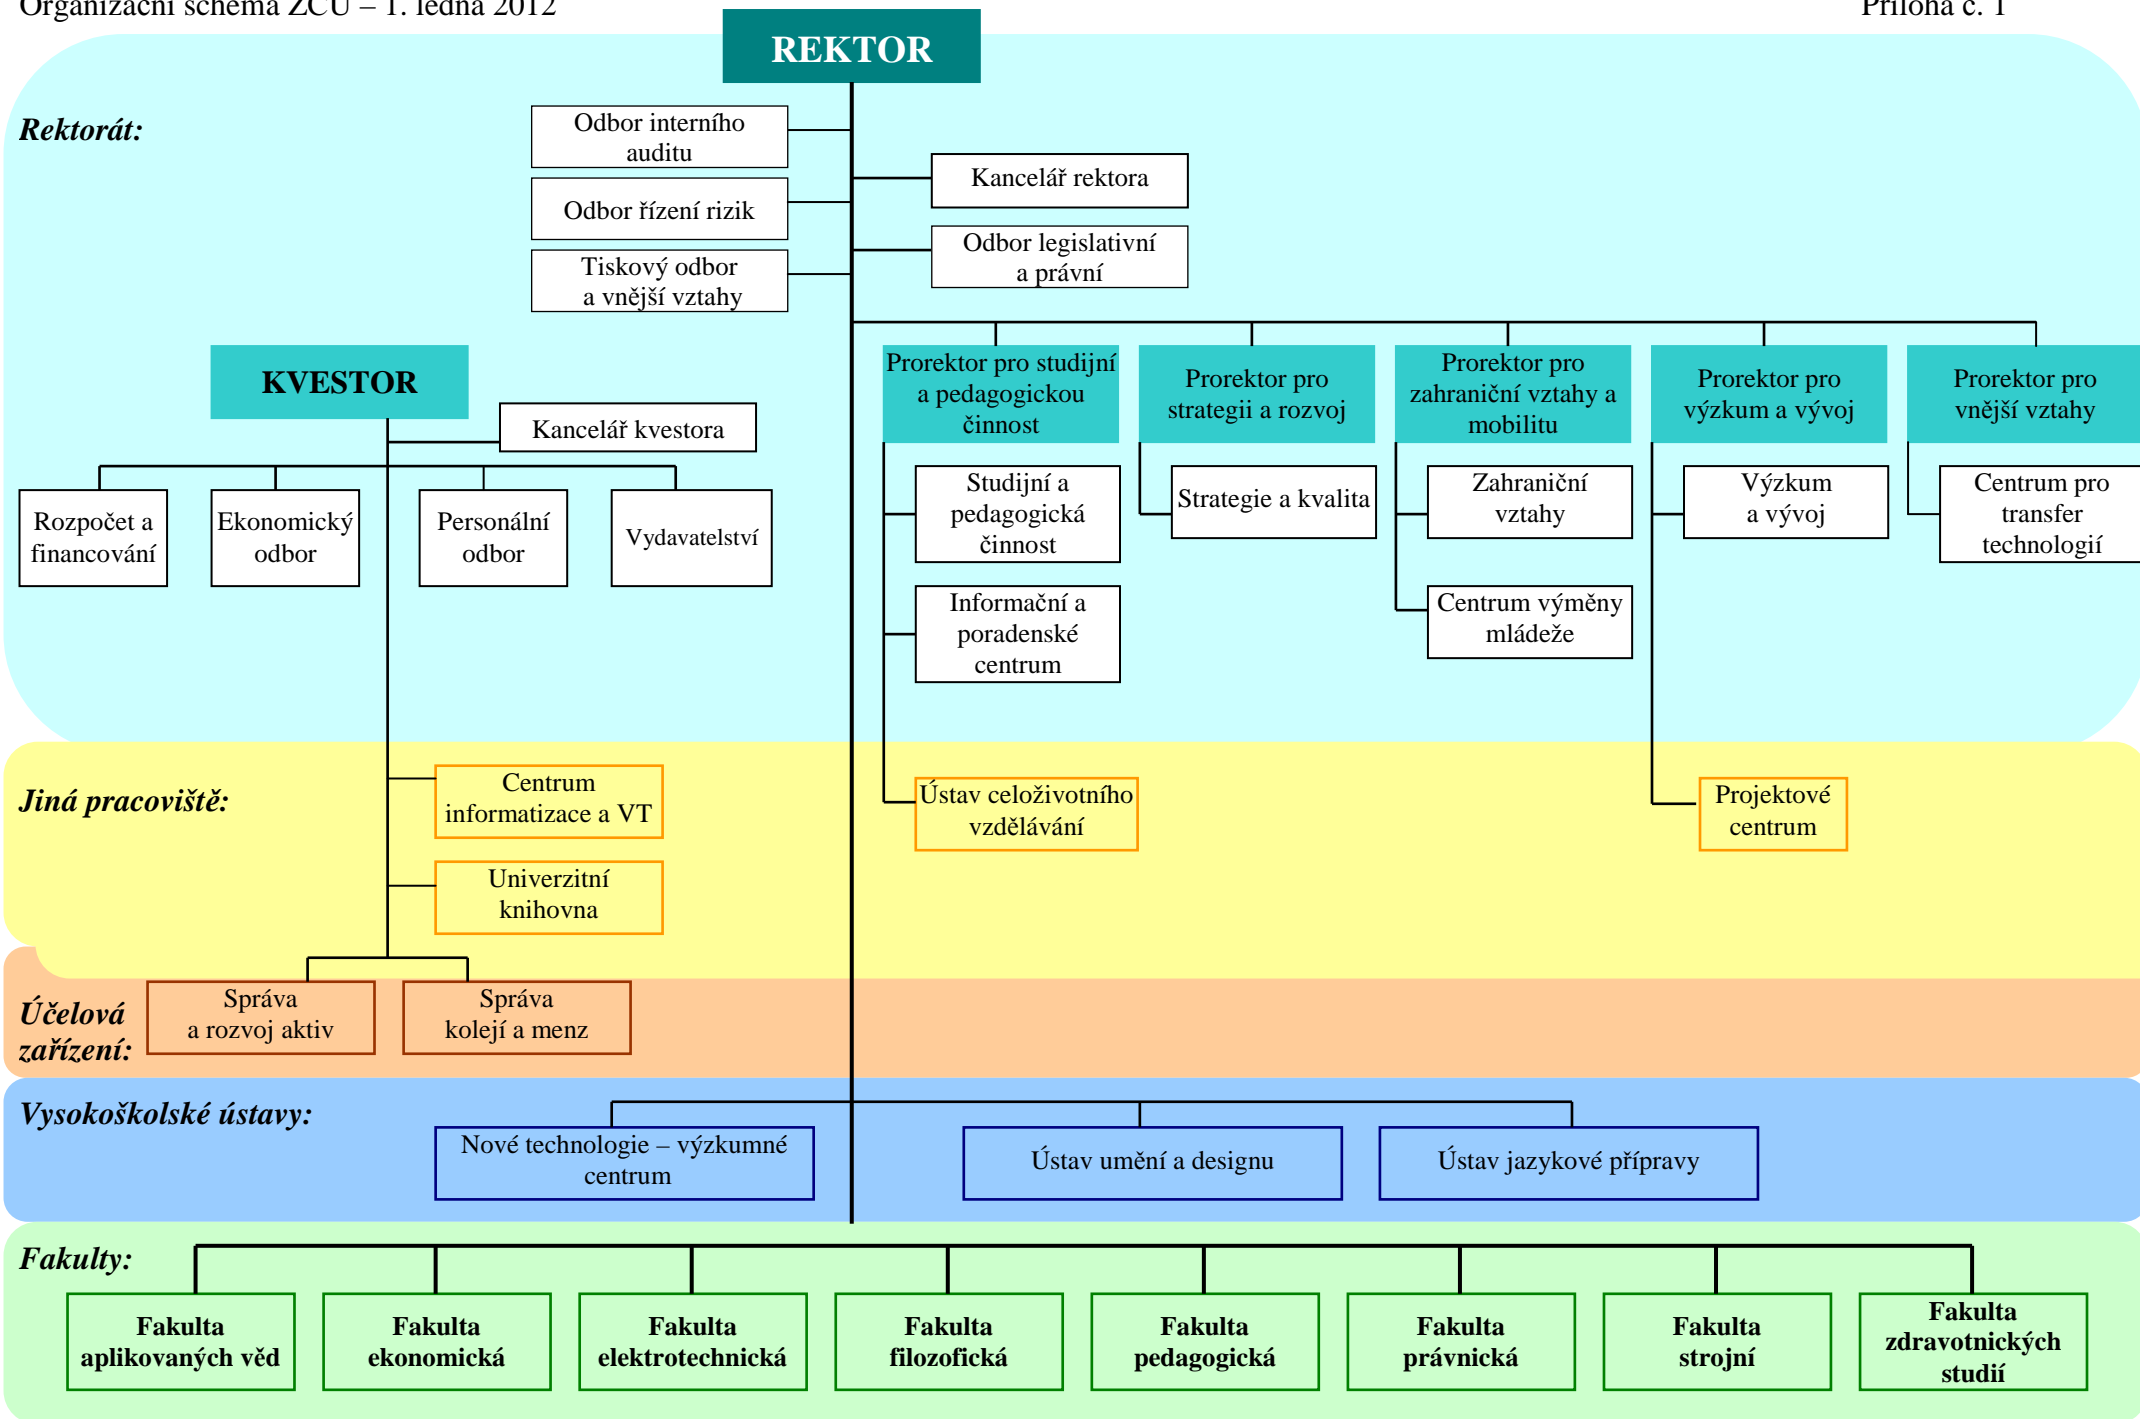 Organizační schéma ZČU – 1. ledna 2012
Příloha č. 1
REKTOR
Rektorát:
Odbor interního
auditu
Kancelář rektora
Odbor řízení rizik
Odbor legislativní
a právní
Tiskový odbor
a vnější vztahy
KVESTOR
Prorektor pro studijní
a pedagogickou
činnost
Prorektor pro
strategii a rozvoj
Prorektor pro
zahraniční vztahy a
mobilitu
Prorektor pro
výzkum a vývoj
Prorektor pro
vnější vztahy
Kancelář kvestora
Rozpočet a
financování
Ekonomický
odbor
Personální
odbor
Vydavatelství
Studijní a
pedagogická
činnost
Strategie a kvalita
Zahraniční
vztahy
Výzkum
a vývoj
Centrum pro
transfer
technologií
Informační a
poradenské
centrum
Centrum výměny
mládeže
Jiná pracoviště:
Centrum
informatizace a VT
Ústav celoživotního
vzdělávání
Projektové
centrum
Univerzitní
knihovna
Účelová
zařízení:
Správa
a rozvoj aktiv
Správa
kolejí a menz
Vysokoškolské ústavy:
Nové technologie – výzkumné
centrum
Ústav umění a designu
Ústav jazykové přípravy
Fakulty:
Fakulta
aplikovaných věd
Fakulta
ekonomická
Fakulta
elektrotechnická
Fakulta
filozofická
Fakulta
pedagogická
Fakulta
právnická
Fakulta
strojní
Fakulta
zdravotnických
studií